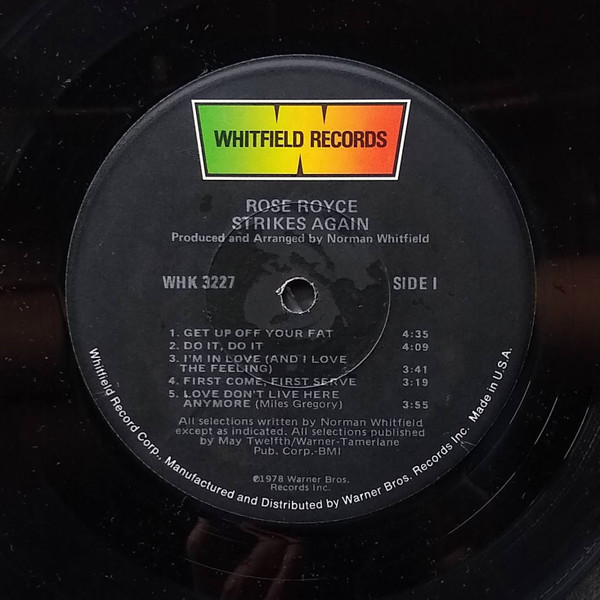 WHITFIELD RECORDS
ROSE ROYCE
STRIKES AGAIN
Produced and Arranged by Norman Whitfield
WHK 3227 SIDE I
1. GET UP OFF YOUR FAT 4:35
2. DO IT, DO IT 4:09
3. I'M IN LOVE (AND I LOVE
THE FEELING) 3:41
4. FIRST COME, FIRST SERVE 3:19
5. LOVE DON'T LIVE HERE
ANYMORE (Miles Gregory) 3:55
All selections written by Norman Whitfield
except as indicated. All selections published
by May Twelfth/Warner-Tamerlane
Pub. Corp.-BMI
℗1978 Warner Bros.
Records Inc.
Whitfield Record Corp., Manufactured and Distributed by Warner Bros. Records Inc. Made in U.S.A.